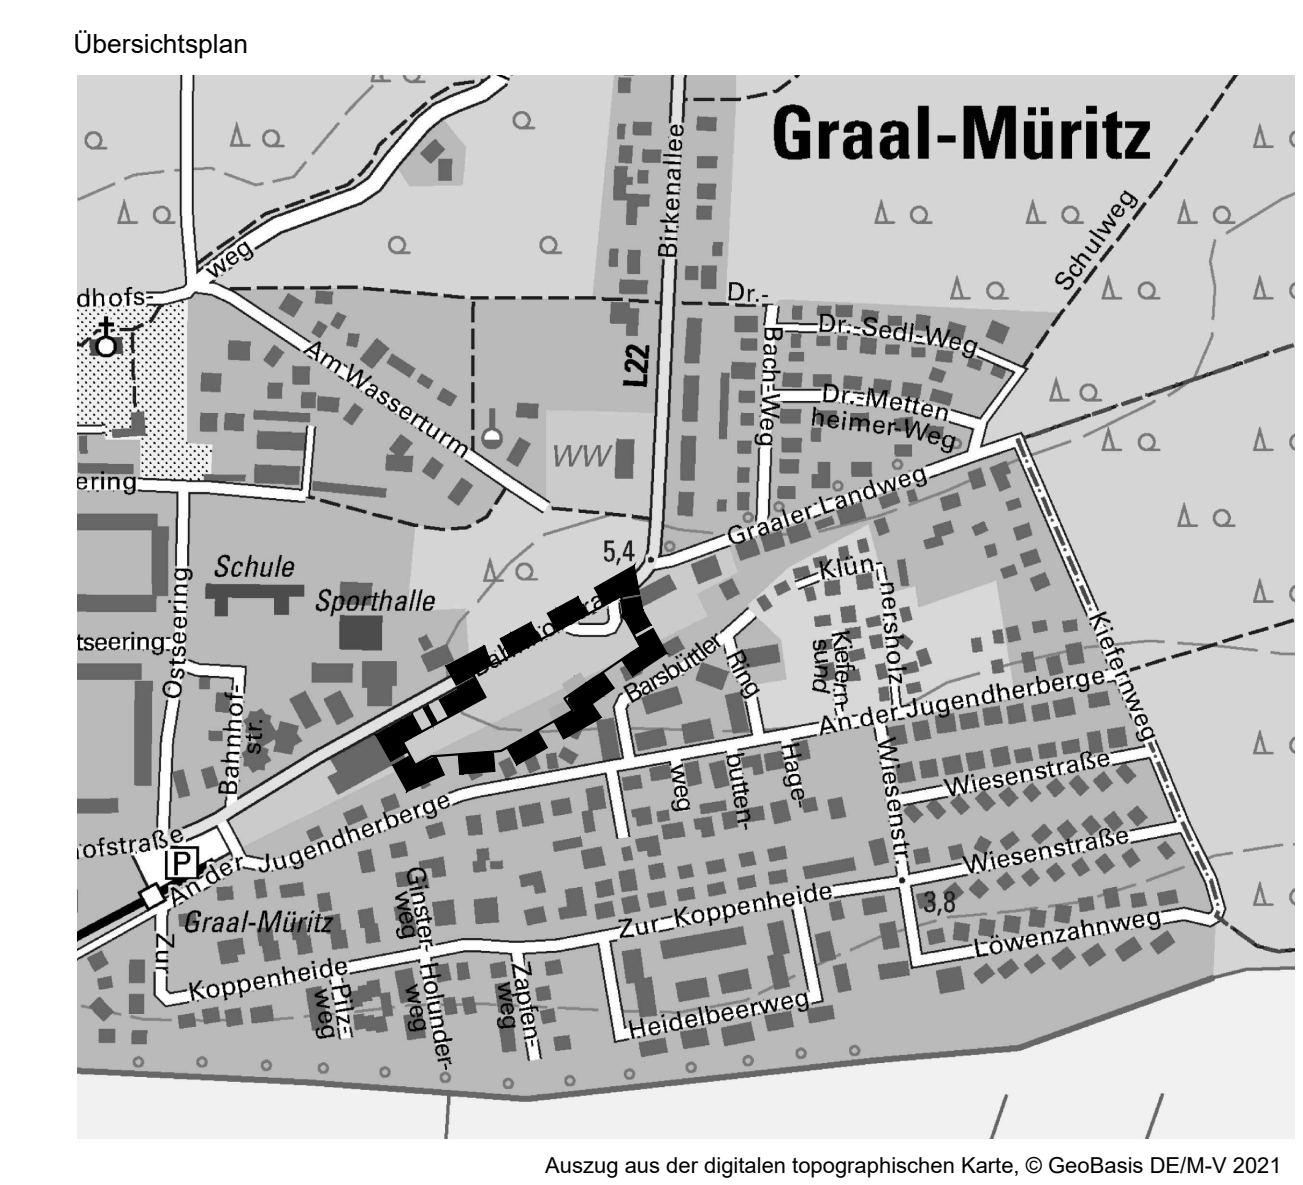 Übersichtsplan
Graal-Müritz
Birkenallee
Schulweg
weg
dhofs-
Dr.-
Bach-Weg
Dr.-Sedl-Weg
L22
Am Wasserturm
Dr.-Metten
heimer-Weg
WW
ering
Graaler Landweg
5,4
Schule
Sporthalle
Klün-
nersholz
Ostseering
tseering
Kiefern-
sund
Kiefernweg
Barsbüttler
Ring
An der Jugendherberge
Bahnhof-
str.
Wiesenstr.
Hage-
butten-
weg
Wiesenstraße
ofstraße
P
An der Jugendherberge
Wiesenstraße
Ginster-
weg
Graal-Müritz
Zur Koppenheide
3,8
Löwenzahnweg
Zur
Koppenheide
Pilz-
weg
Holunder-
weg
Zapfen-
weg
Heidelbeerweg
Auszug aus der digitalen topographischen Karte, © GeoBasis DE/M-V 2021